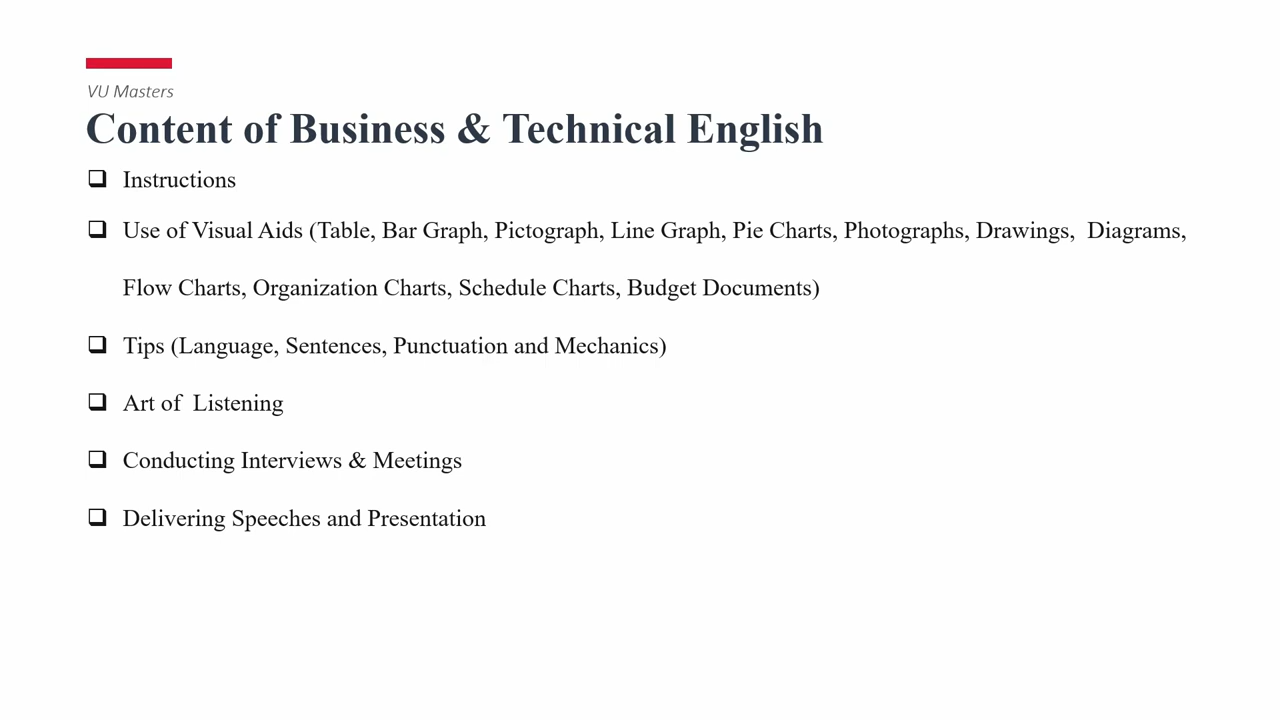 VU Masters
Content of Business & Technical English
❑ Instructions
❑ Use of Visual Aids (Table, Bar Graph, Pictograph, Line Graph, Pie Charts, Photographs, Drawings,  Diagrams,
Flow Charts, Organization Charts, Schedule Charts, Budget Documents)
❑ Tips (Language, Sentences, Punctuation and Mechanics)
❑ Art of  Listening
❑ Conducting Interviews & Meetings
❑ Delivering Speeches and Presentation